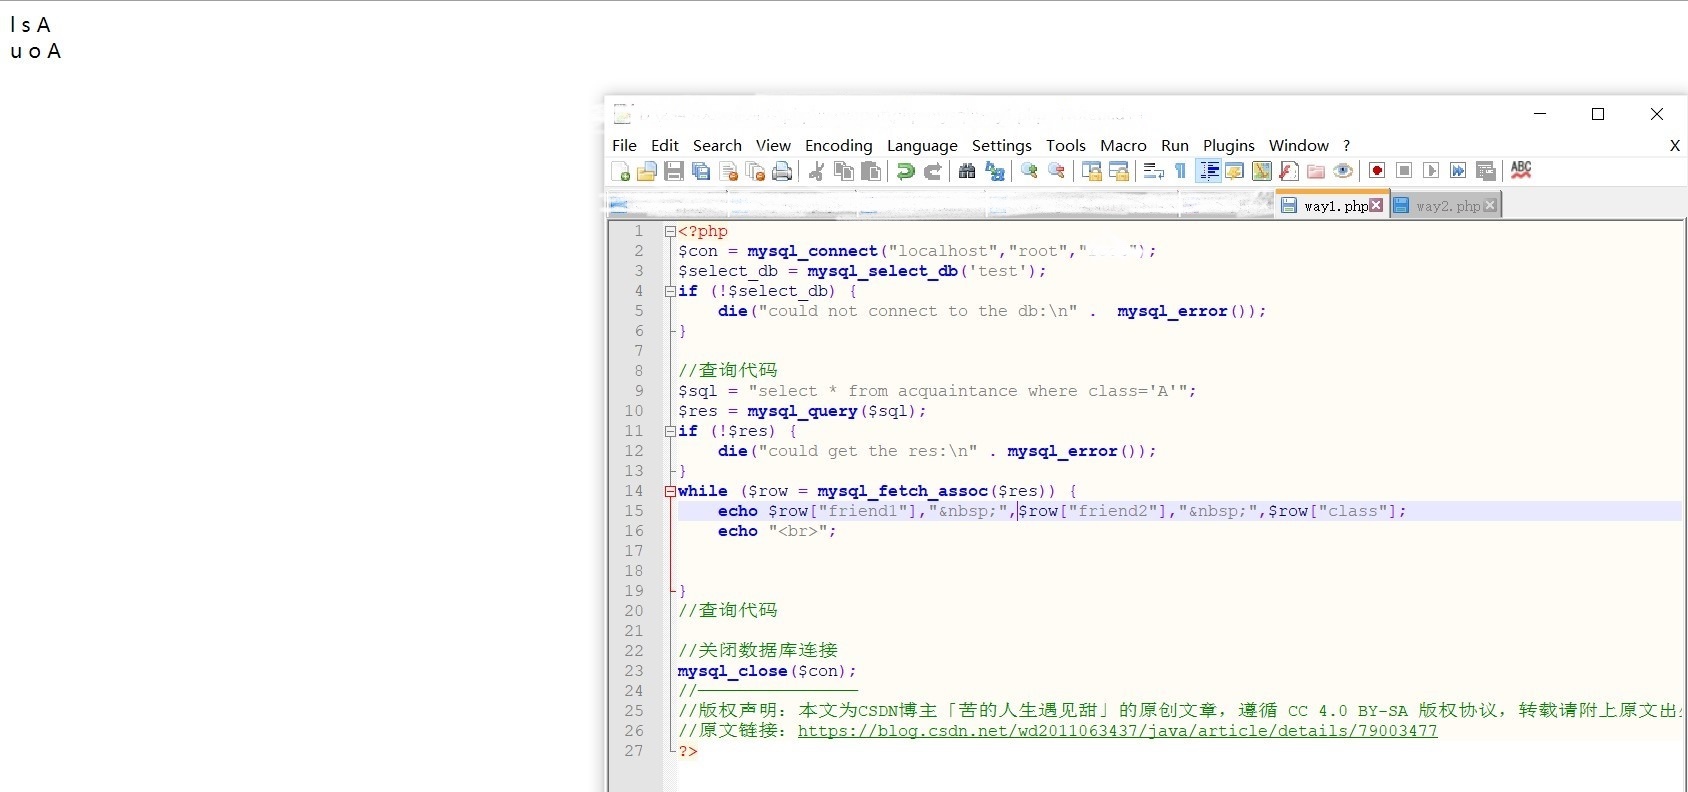 l s A
u o A
File Edit Search View Encoding Language Settings Tools Macro Run Plugins Window ? X
ABC
way1.php way2.php
1 <?php
2 $con = mysql_connect("localhost","root"," ");
3 $select_db = mysql_select_db('test');
4 if (!$select_db) {
5 die("could not connect to the db:\n" . mysql_error());
6 }
7
8 //查询代码
9 $sql = "select * from acquaintance where class='A'";
10 $res = mysql_query($sql);
11 if (!$res) {
12 die("could get the res:\n" . mysql_error());
13 }
14 while ($row = mysql_fetch_assoc($res)) {
15 echo $row["friend1"],"&nbsp;",$row["friend2"],"&nbsp;",$row["class"];
16 echo "<br>";
17
18
19 }
20 //查询代码
21
22 //关闭数据库连接
23 mysql_close($con);
24 //————————————————
25 //版权声明：本文为CSDN博主「苦的人生遇见甜」的原创文章，遵循 CC 4.0 BY-SA 版权协议，转载请附上原文出
26 //原文链接：https://blog.csdn.net/wd2011063437/java/article/details/79003477
27 ?>